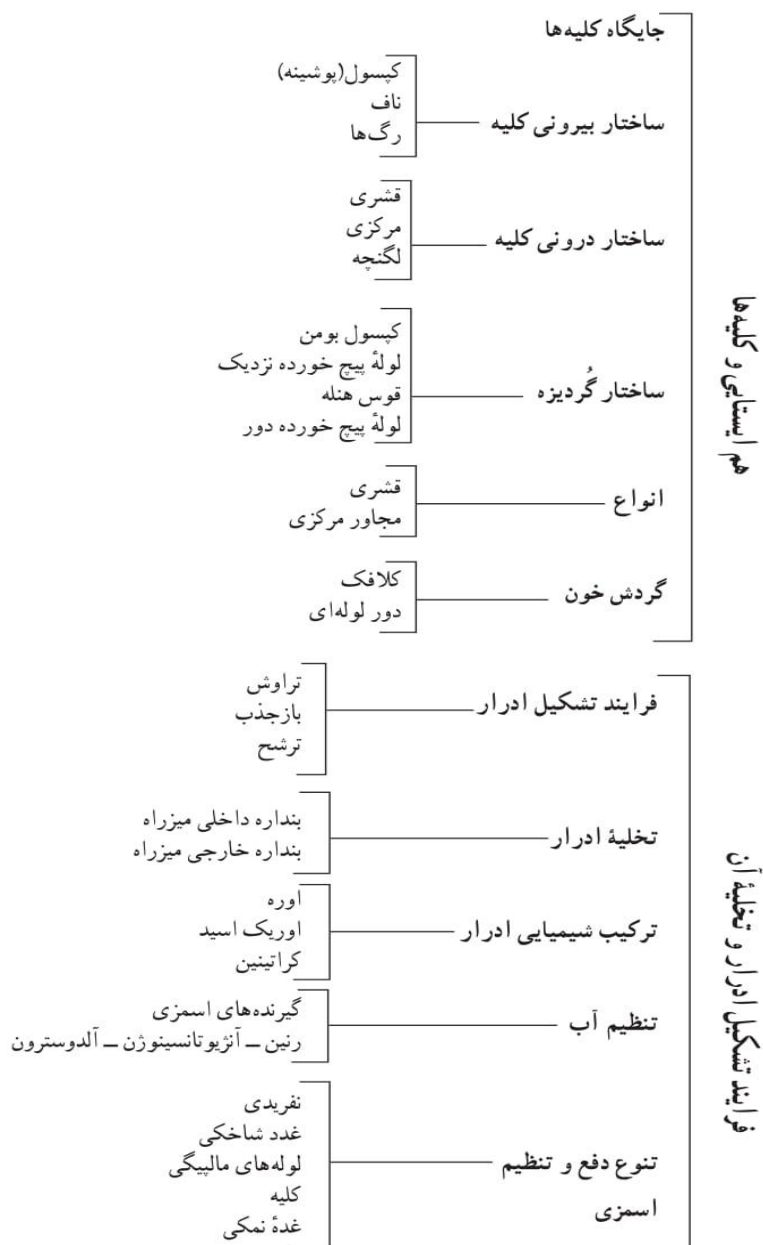 هم ایستایی و کلیه‌ها
جایگاه کلیه‌ها
ساختار بیرونی کلیه
کپسول(پوشینه)
ناف
رگ‌ها
ساختار درونی کلیه
قشری
مرکزی
لگنچه
ساختار گُردیزه
کپسول بومن
لولهٔ پیچ خورده نزدیک
قوس هنله
لولهٔ پیچ خورده دور
انواع
قشری
مجاور مرکزی
گردش خون
کلافک
دور لوله‌ای
فرایند تشکیل ادرار و تخلیهٔ آن
فرایند تشکیل ادرار
تراوش
بازجذب
ترشح
تخلیهٔ ادرار
بنداره داخلی میزراه
بنداره خارجی میزراه
ترکیب شیمیایی ادرار
اوره
اوریک اسید
کراتینین
تنظیم آب
گیرنده‌های اسمزی
رنین ــ آنژیوتانسینوژن ــ آلدوسترون
تنوع دفع و تنظیم
اسمزی
نفریدی
غدد شاخکی
لوله‌های مالپیگی
کلیه
غدهٔ نمکی